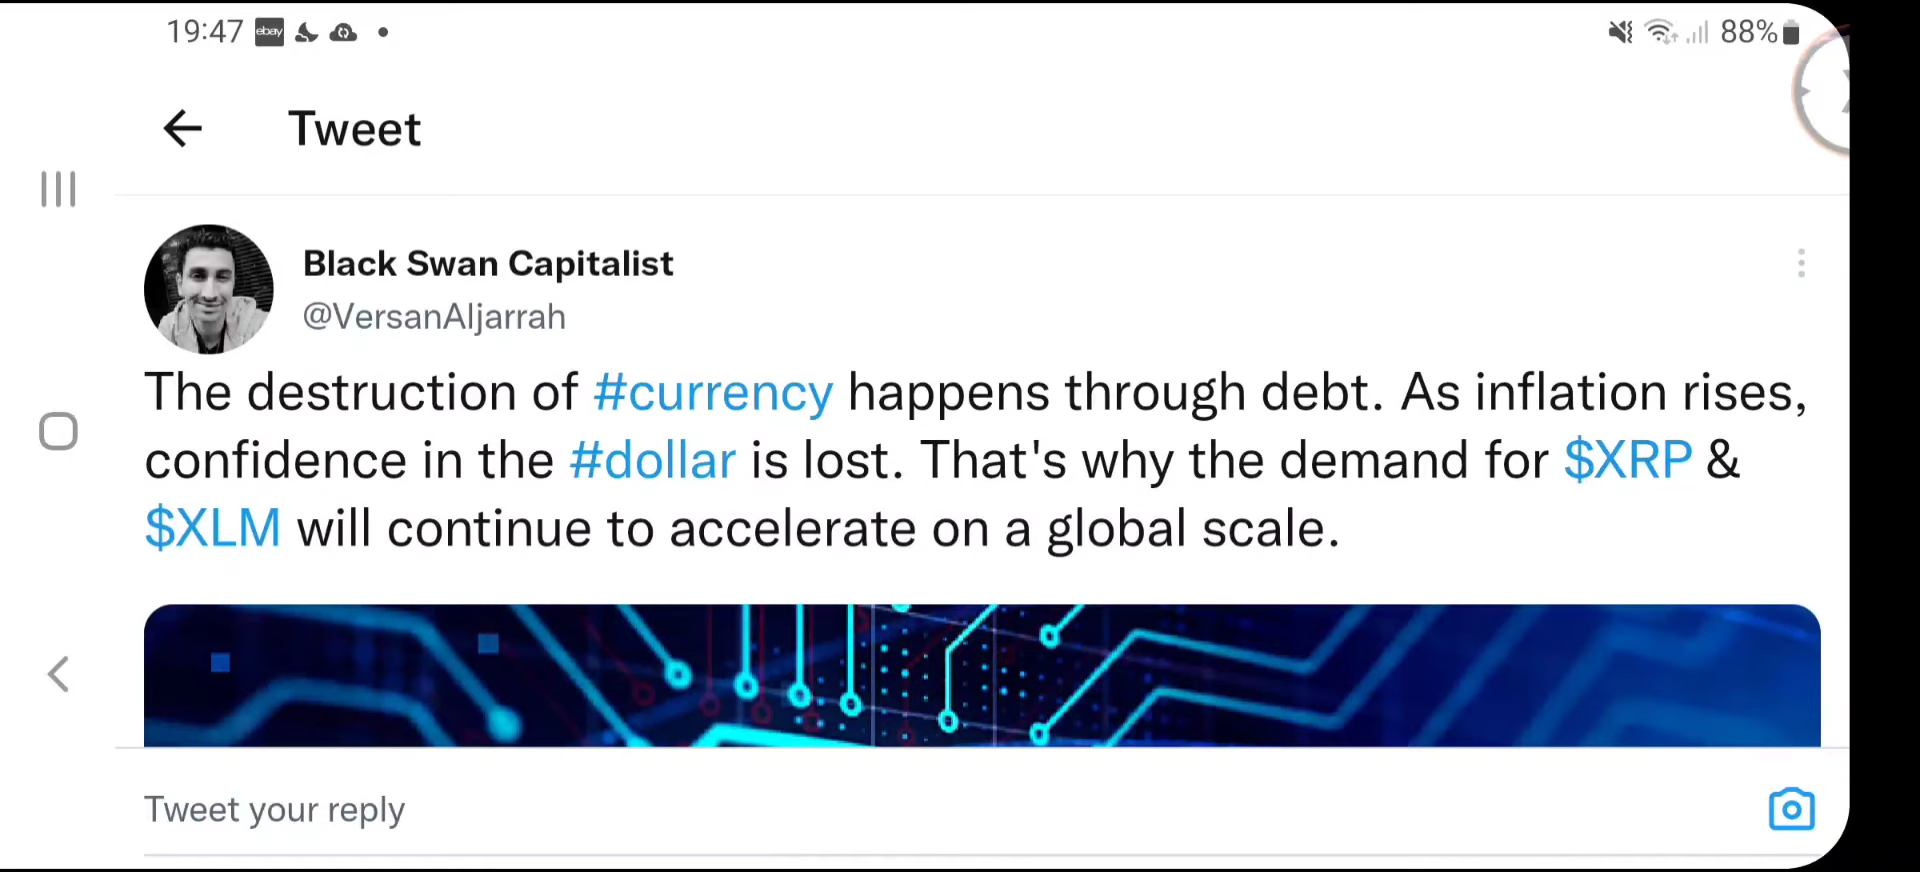 19:47 ebay 88%
Tweet
Black Swan Capitalist
@VersanAljarrah
The destruction of #currency happens through debt. As inflation rises,
confidence in the #dollar is lost. That's why the demand for $XRP &
$XLM will continue to accelerate on a global scale.
Tweet your reply